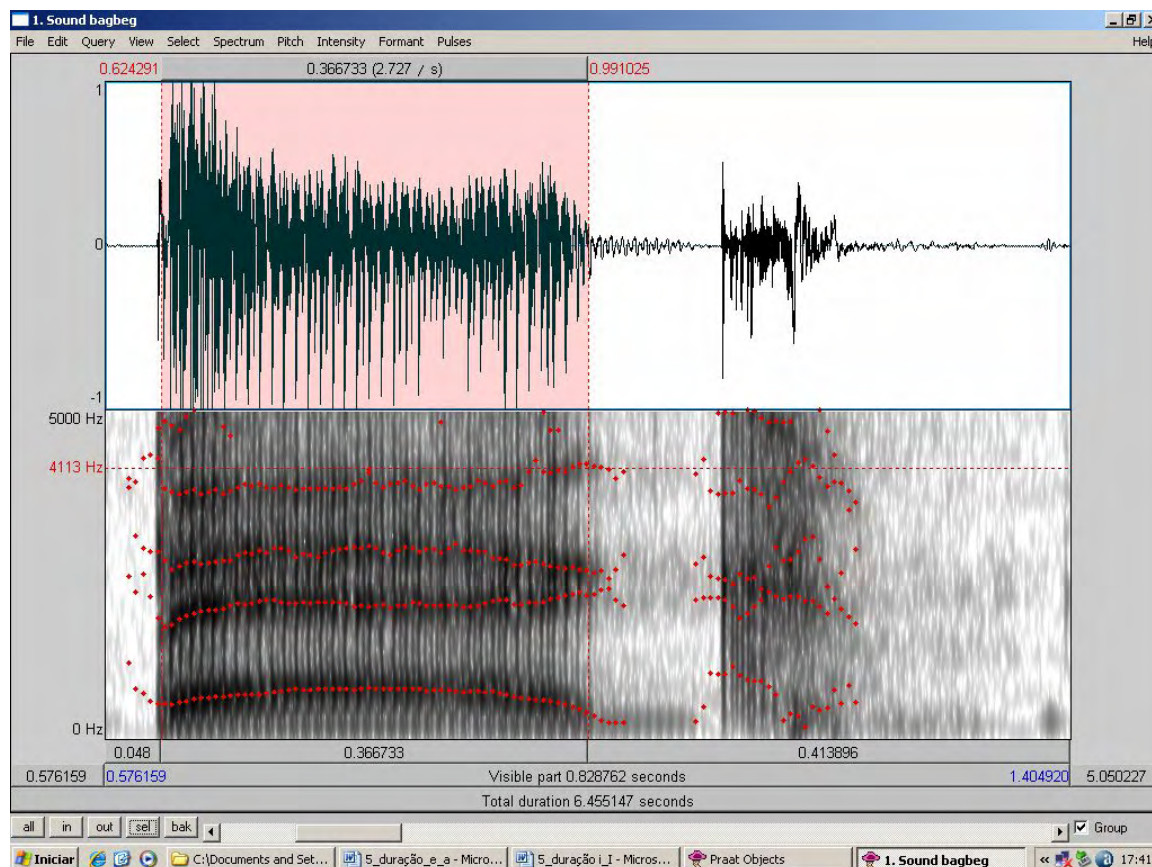 1. Sound bagbeg
File Edit Query View Select Spectrum Pitch Intensity Formant Pulses Help
0.624291 0.366733 (2.727 / s) 0.991025
1
0
-1
5000 Hz
4113 Hz
0 Hz
0.048 0.366733 0.413896
0.576159 0.576159 Visible part 0.828762 seconds 1.404920 5.050227
Total duration 6.455147 seconds
all in out sel bak Group
Iniciar C:\Documents and Set... 5_duração_e_a - Micro... 5_duração i_I - Micros... Praat Objects 1. Sound bagbeg « 17:41